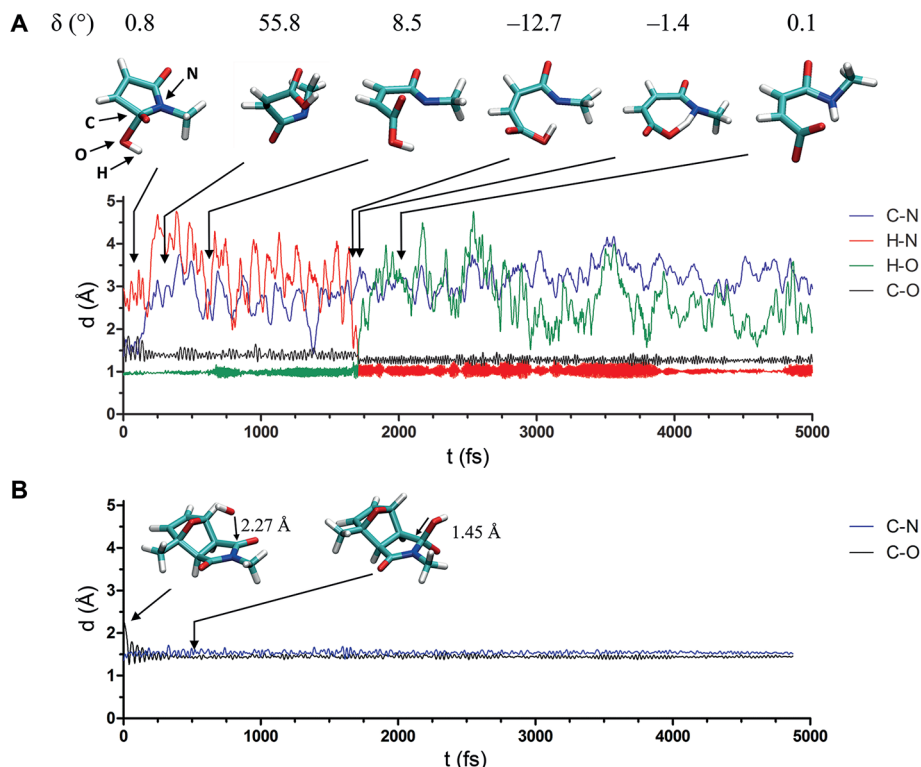 A δ (°) 0.8 55.8 8.5 −12.7 −1.4 0.1
N
C
O
H
5
4
3
2
1
0
d (Å)
C-N
H-N
H-O
C-O
0 1000 2000 3000 4000 5000
t (fs)
B
5
4
3
2
1
0
d (Å)
2.27 Å
1.45 Å
C-N
C-O
0 1000 2000 3000 4000 5000
t (fs)